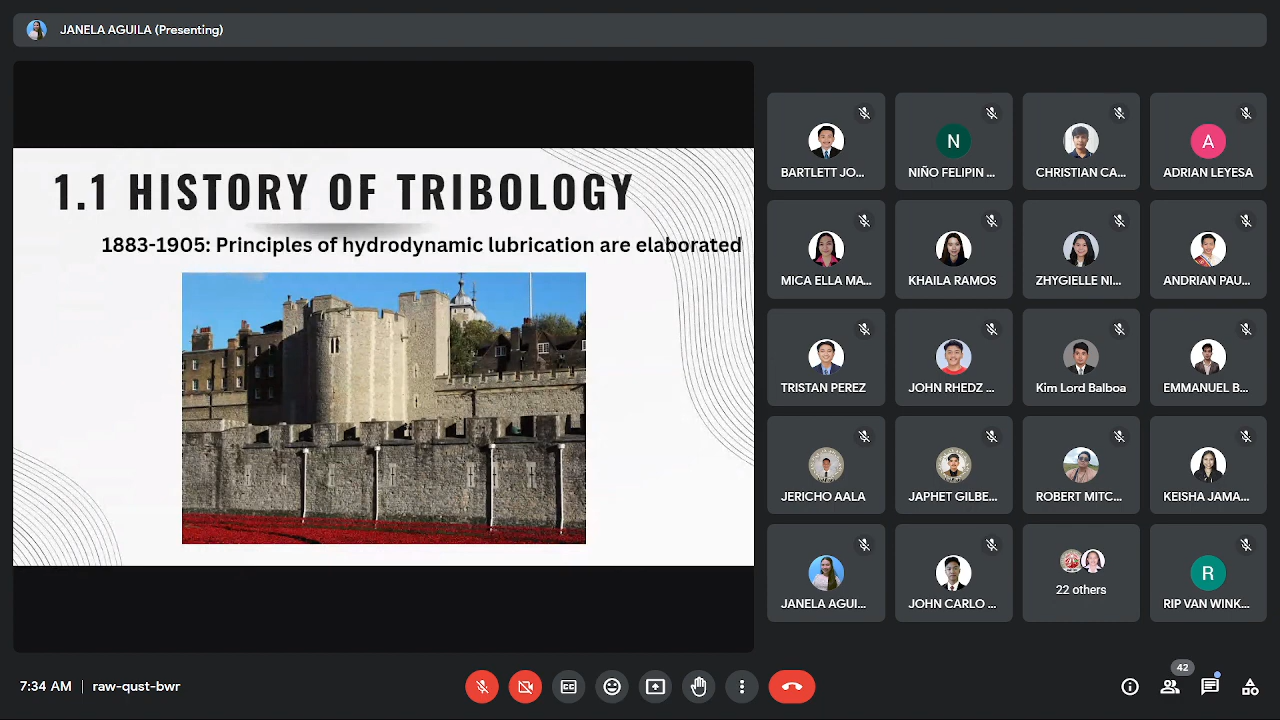 JANELA AGUILA (Presenting)
1.1 HISTORY OF TRIBOLOGY
1883-1905: Principles of hydrodynamic lubrication are elaborated
BARTLETT JO...
N
NIÑO FELIPIN ...
CHRISTIAN CA...
A
ADRIAN LEYESA
MICA ELLA MA...
KHAILA RAMOS
ZHYGIELLE NI...
ANDRIAN PAU...
TRISTAN PEREZ
JOHN RHEDZ ...
Kim Lord Balboa
EMMANUEL B...
JERICHO AALA
JAPHET GILBE...
ROBERT MITC...
KEISHA JAMA...
JANELA AGUI...
JOHN CARLO ...
22 others
R
RIP VAN WINK...
7:34 AM
raw-qust-bwr
42